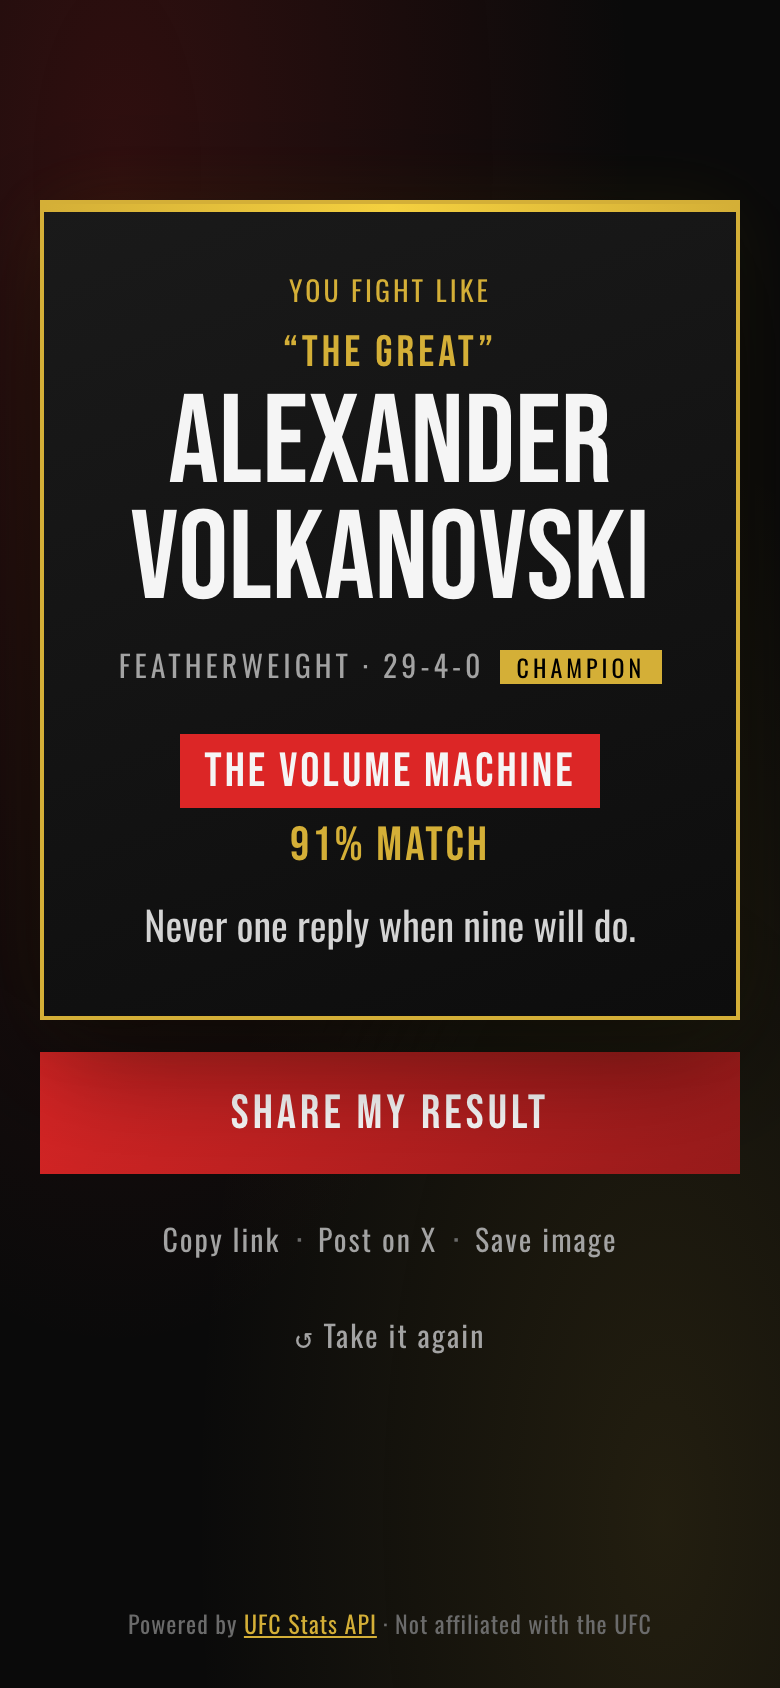 YOU FIGHT LIKE
“THE GREAT”
ALEXANDER
VOLKANOVSKI
FEATHERWEIGHT · 29-4-0 CHAMPION
THE VOLUME MACHINE
91% MATCH
Never one reply when nine will do.
SHARE MY RESULT
Copy link · Post on X · Save image
↺ Take it again
Powered by UFC Stats API · Not affiliated with the UFC